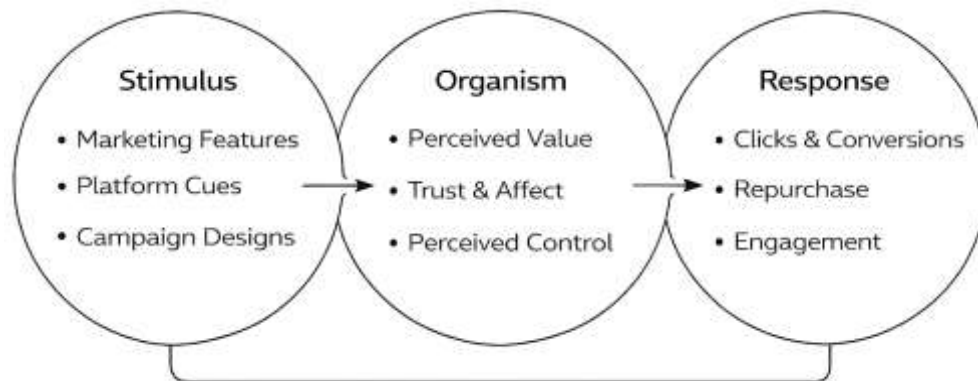 Stimulus
• Marketing Features
• Platform Cues
• Campaign Designs
Organism
• Perceived Value
• Trust & Affect
• Perceived Control
Response
• Clicks & Conversions
• Repurchase
• Engagement